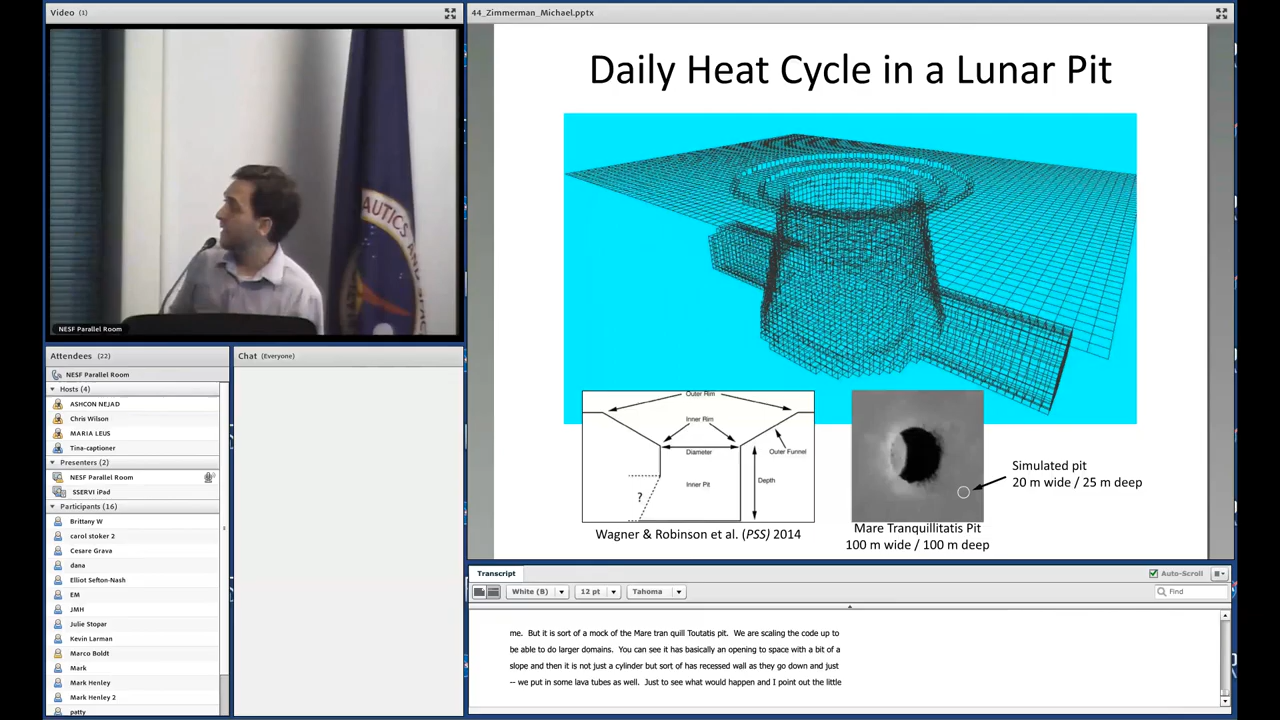 Video (1)
AUTICS AND
NESF Parallel Room
Attendees (22)
NESF Parallel Room
Hosts (4)
ASHCON NEJAD
Chris Wilson
MARIA LEUS
Tina-captioner
Presenters (2)
NESF Parallel Room
SSERVI iPad
Participants (16)
Brittany W
carol stoker 2
Cesare Grava
dana
Elliot Sefton-Nash
EM
JMH
Julie Stopar
Kevin Larman
Marco Boldt
Mark
Mark Henley
Mark Henley 2
patty
Chat (Everyone)
44_Zimmerman_Michael.pptx
Daily Heat Cycle in a Lunar Pit
Outer Rim
Inner Rim
Diameter
Outer Funnel
Inner Pit
Depth
?
Wagner & Robinson et al. (PSS) 2014
Simulated pit
20 m wide / 25 m deep
Mare Tranquillitatis Pit
100 m wide / 100 m deep
Transcript
Auto-Scroll
White (B)
12 pt
Tahoma
Find
me. But it is sort of a mock of the Mare tran quill Toutatis pit. We are scaling the code up to
be able to do larger domains. You can see it has basically an opening to space with a bit of a
slope and then it is not just a cylinder but sort of has recessed wall as they go down and just
-- we put in some lava tubes as well. Just to see what would happen and I point out the little